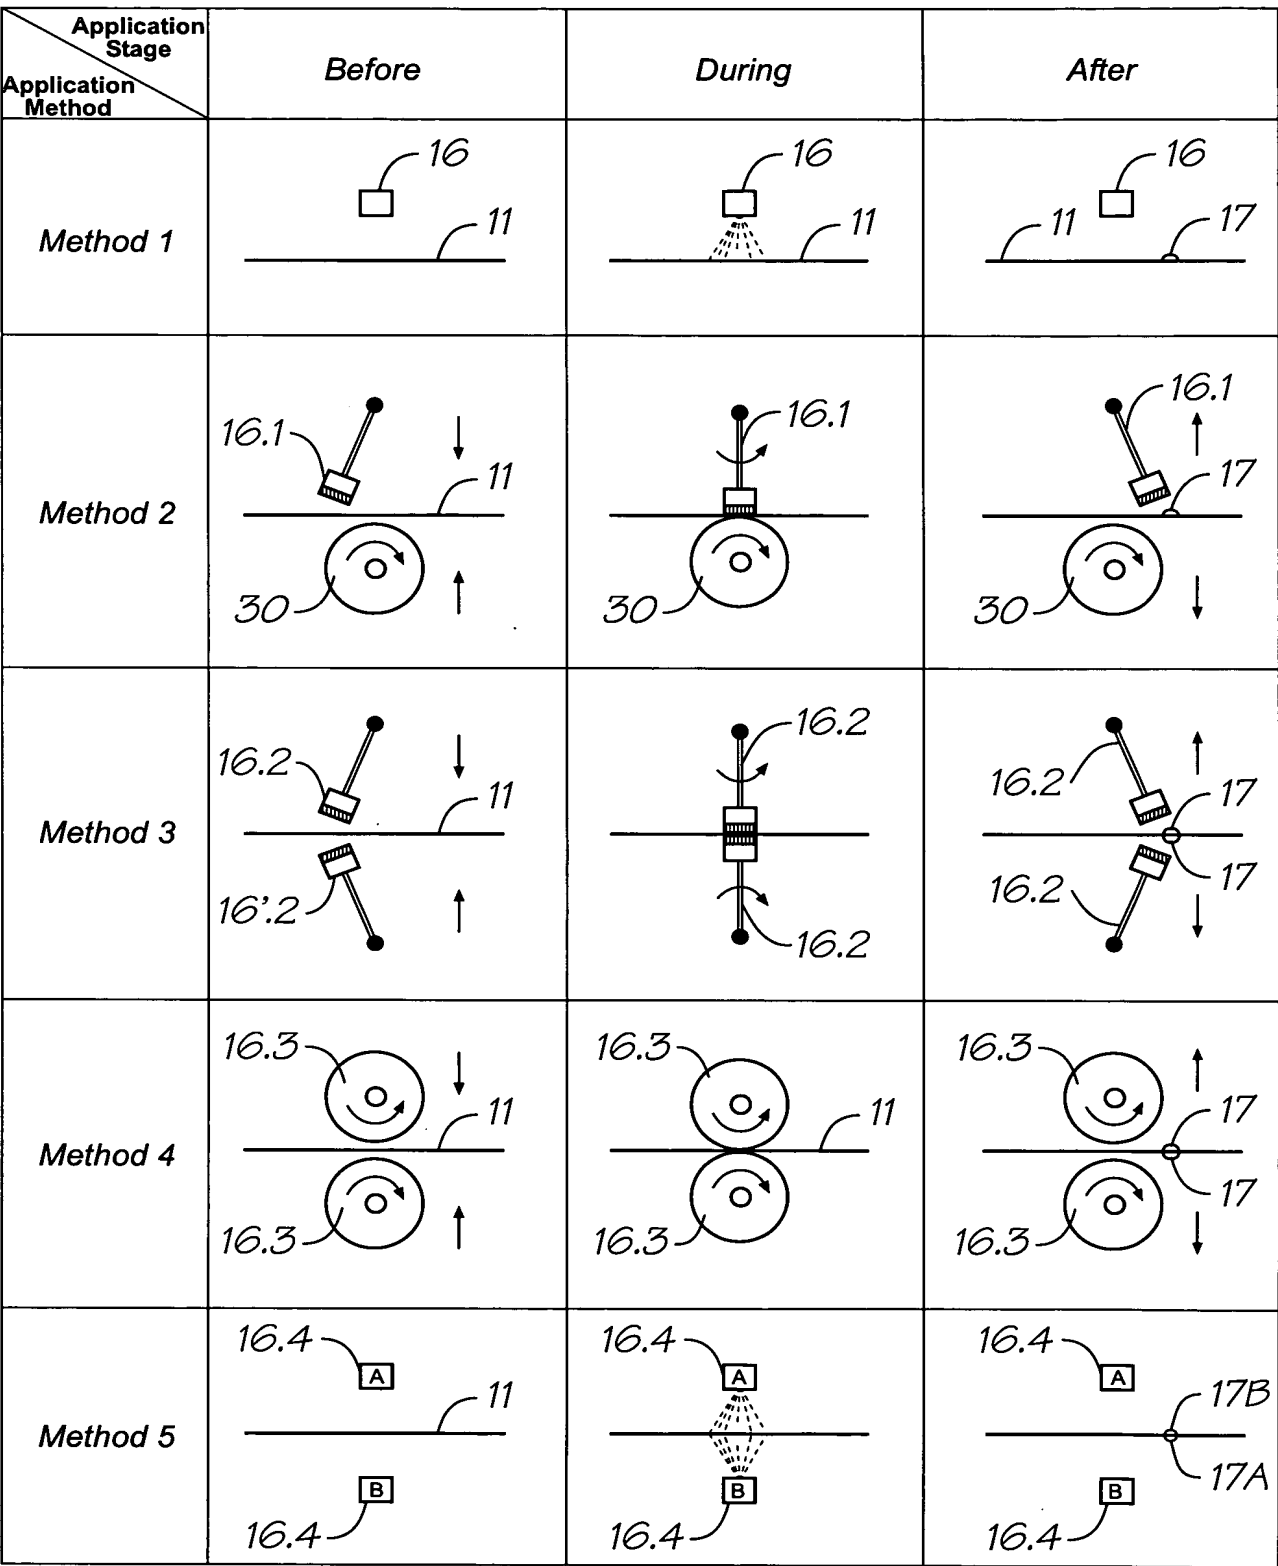 Application
Stage
Application
Method
Before
During
After
Method 1
16
11
16
11
16
11
17
Method 2
16.1
11
30
16.1
30
16.1
17
30
Method 3
16.2
11
16'.2
16.2
16.2
16.2
17
17
16.2
Method 4
16.3
11
16.3
16.3
11
16.3
16.3
17
17
16.3
Method 5
16.4
A
11
B
16.4
16.4
A
B
16.4
16.4
A
17B
17A
B
16.4